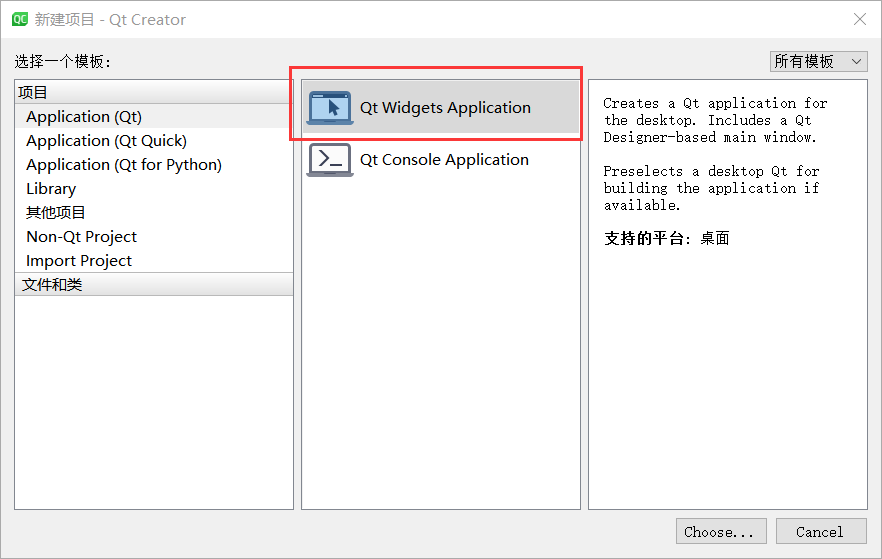 QC 新建项目 - Qt Creator
选择一个模板:
所有模板
项目
Application (Qt)
Application (Qt Quick)
Application (Qt for Python)
Library
其他项目
Non-Qt Project
Import Project
文件和类
Qt Widgets Application
Qt Console Application
Creates a Qt application for
the desktop. Includes a Qt
Designer-based main window.
Preselects a desktop Qt for
building the application if
available.
支持的平台: 桌面
Choose...
Cancel